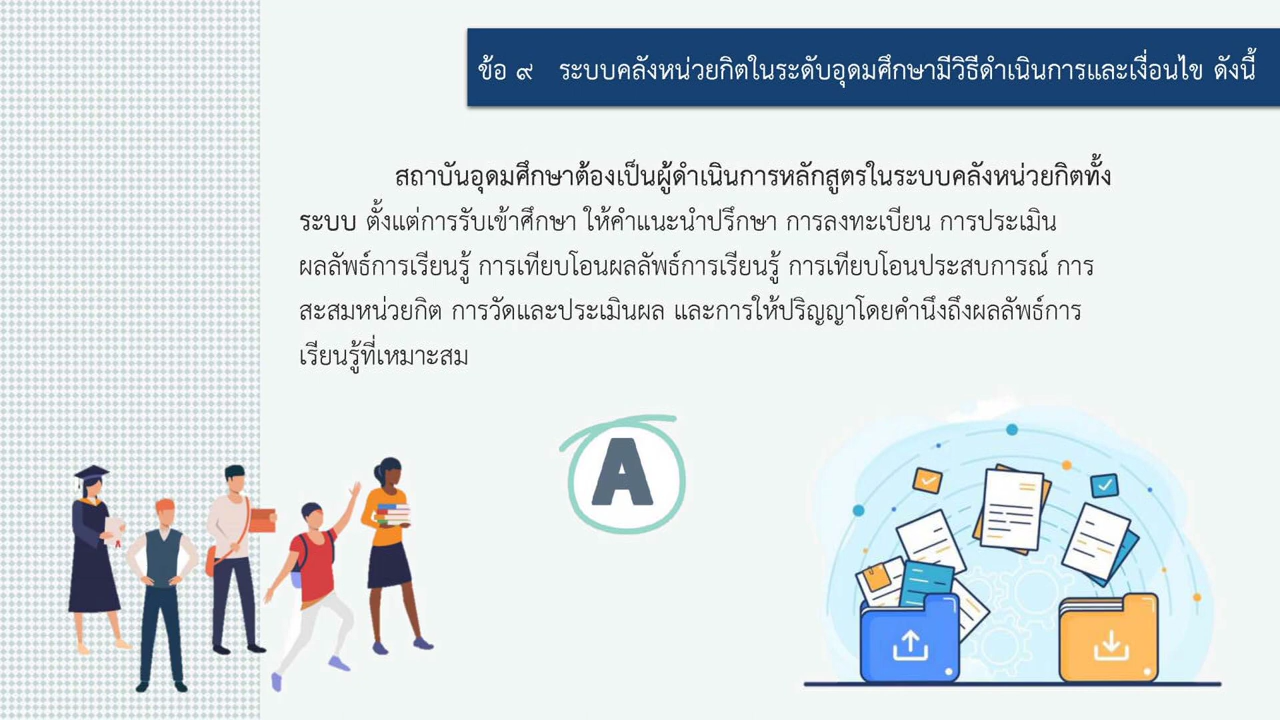 ข้อ ๙ ระบบคลังหน่วยกิตในระดับอุดมศึกษามีวิธีดำเนินการและเงื่อนไข ดังนี้
สถาบันอุดมศึกษาต้องเป็นผู้ดำเนินการหลักสูตรในระบบคลังหน่วยกิตทั้ง
ระบบ ตั้งแต่การรับเข้าศึกษา ให้คำแนะนำปรึกษา การลงทะเบียน การประเมิน
ผลลัพธ์การเรียนรู้ การเทียบโอนผลลัพธ์การเรียนรู้ การเทียบโอนประสบการณ์ การ
สะสมหน่วยกิต การวัดและประเมินผล และการให้ปริญญาโดยคำนึงถึงผลลัพธ์การ
เรียนรู้ที่เหมาะสม
A